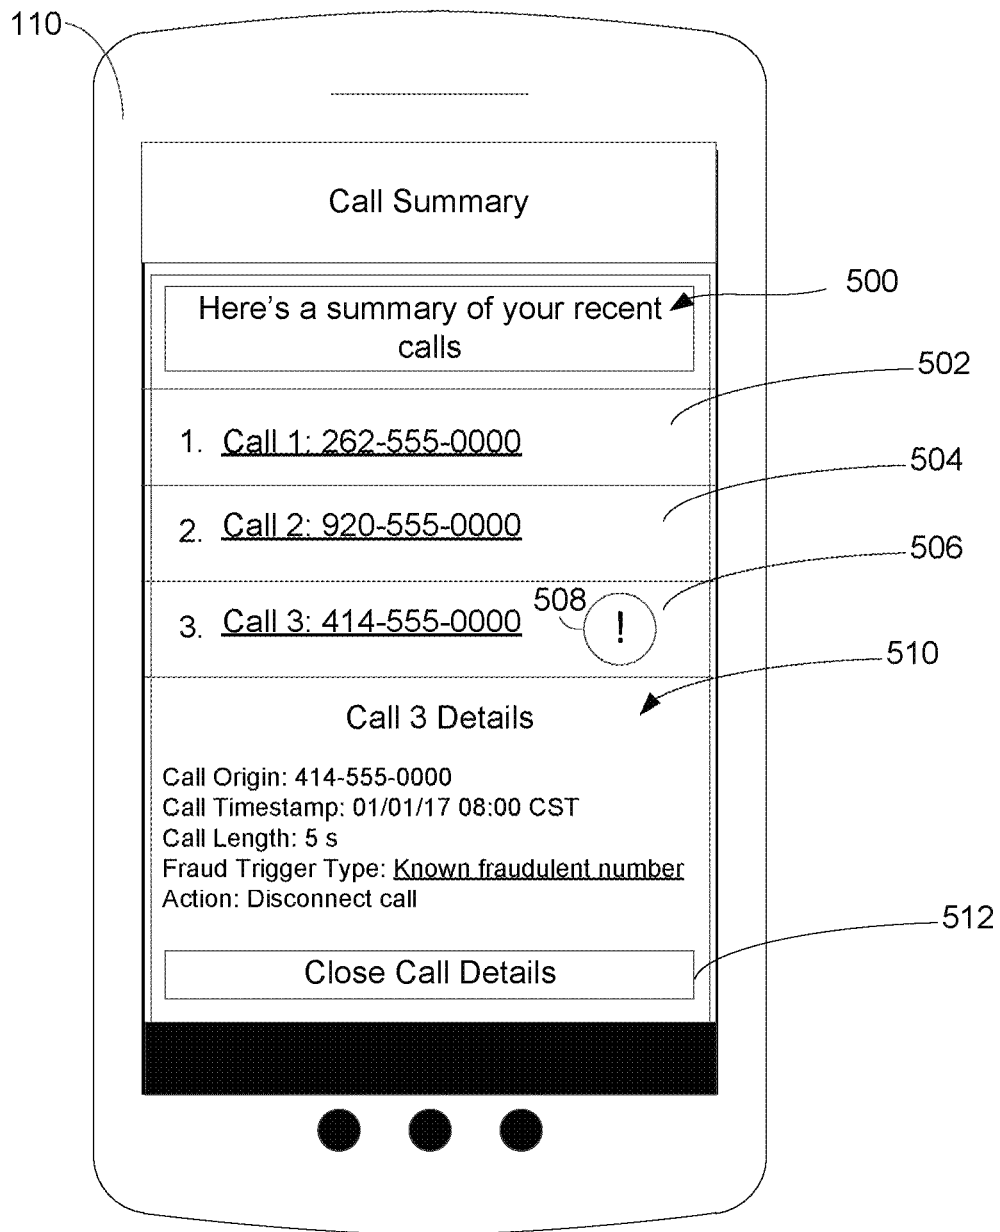 110
Call Summary
Here's a summary of your recent
calls
500
502
1. Call 1: 262-555-0000
504
2. Call 2: 920-555-0000
506
3. Call 3: 414-555-0000
508
!
510
Call 3 Details
Call Origin: 414-555-0000
Call Timestamp: 01/01/17 08:00 CST
Call Length: 5 s
Fraud Trigger Type: Known fraudulent number
Action: Disconnect call
512
Close Call Details